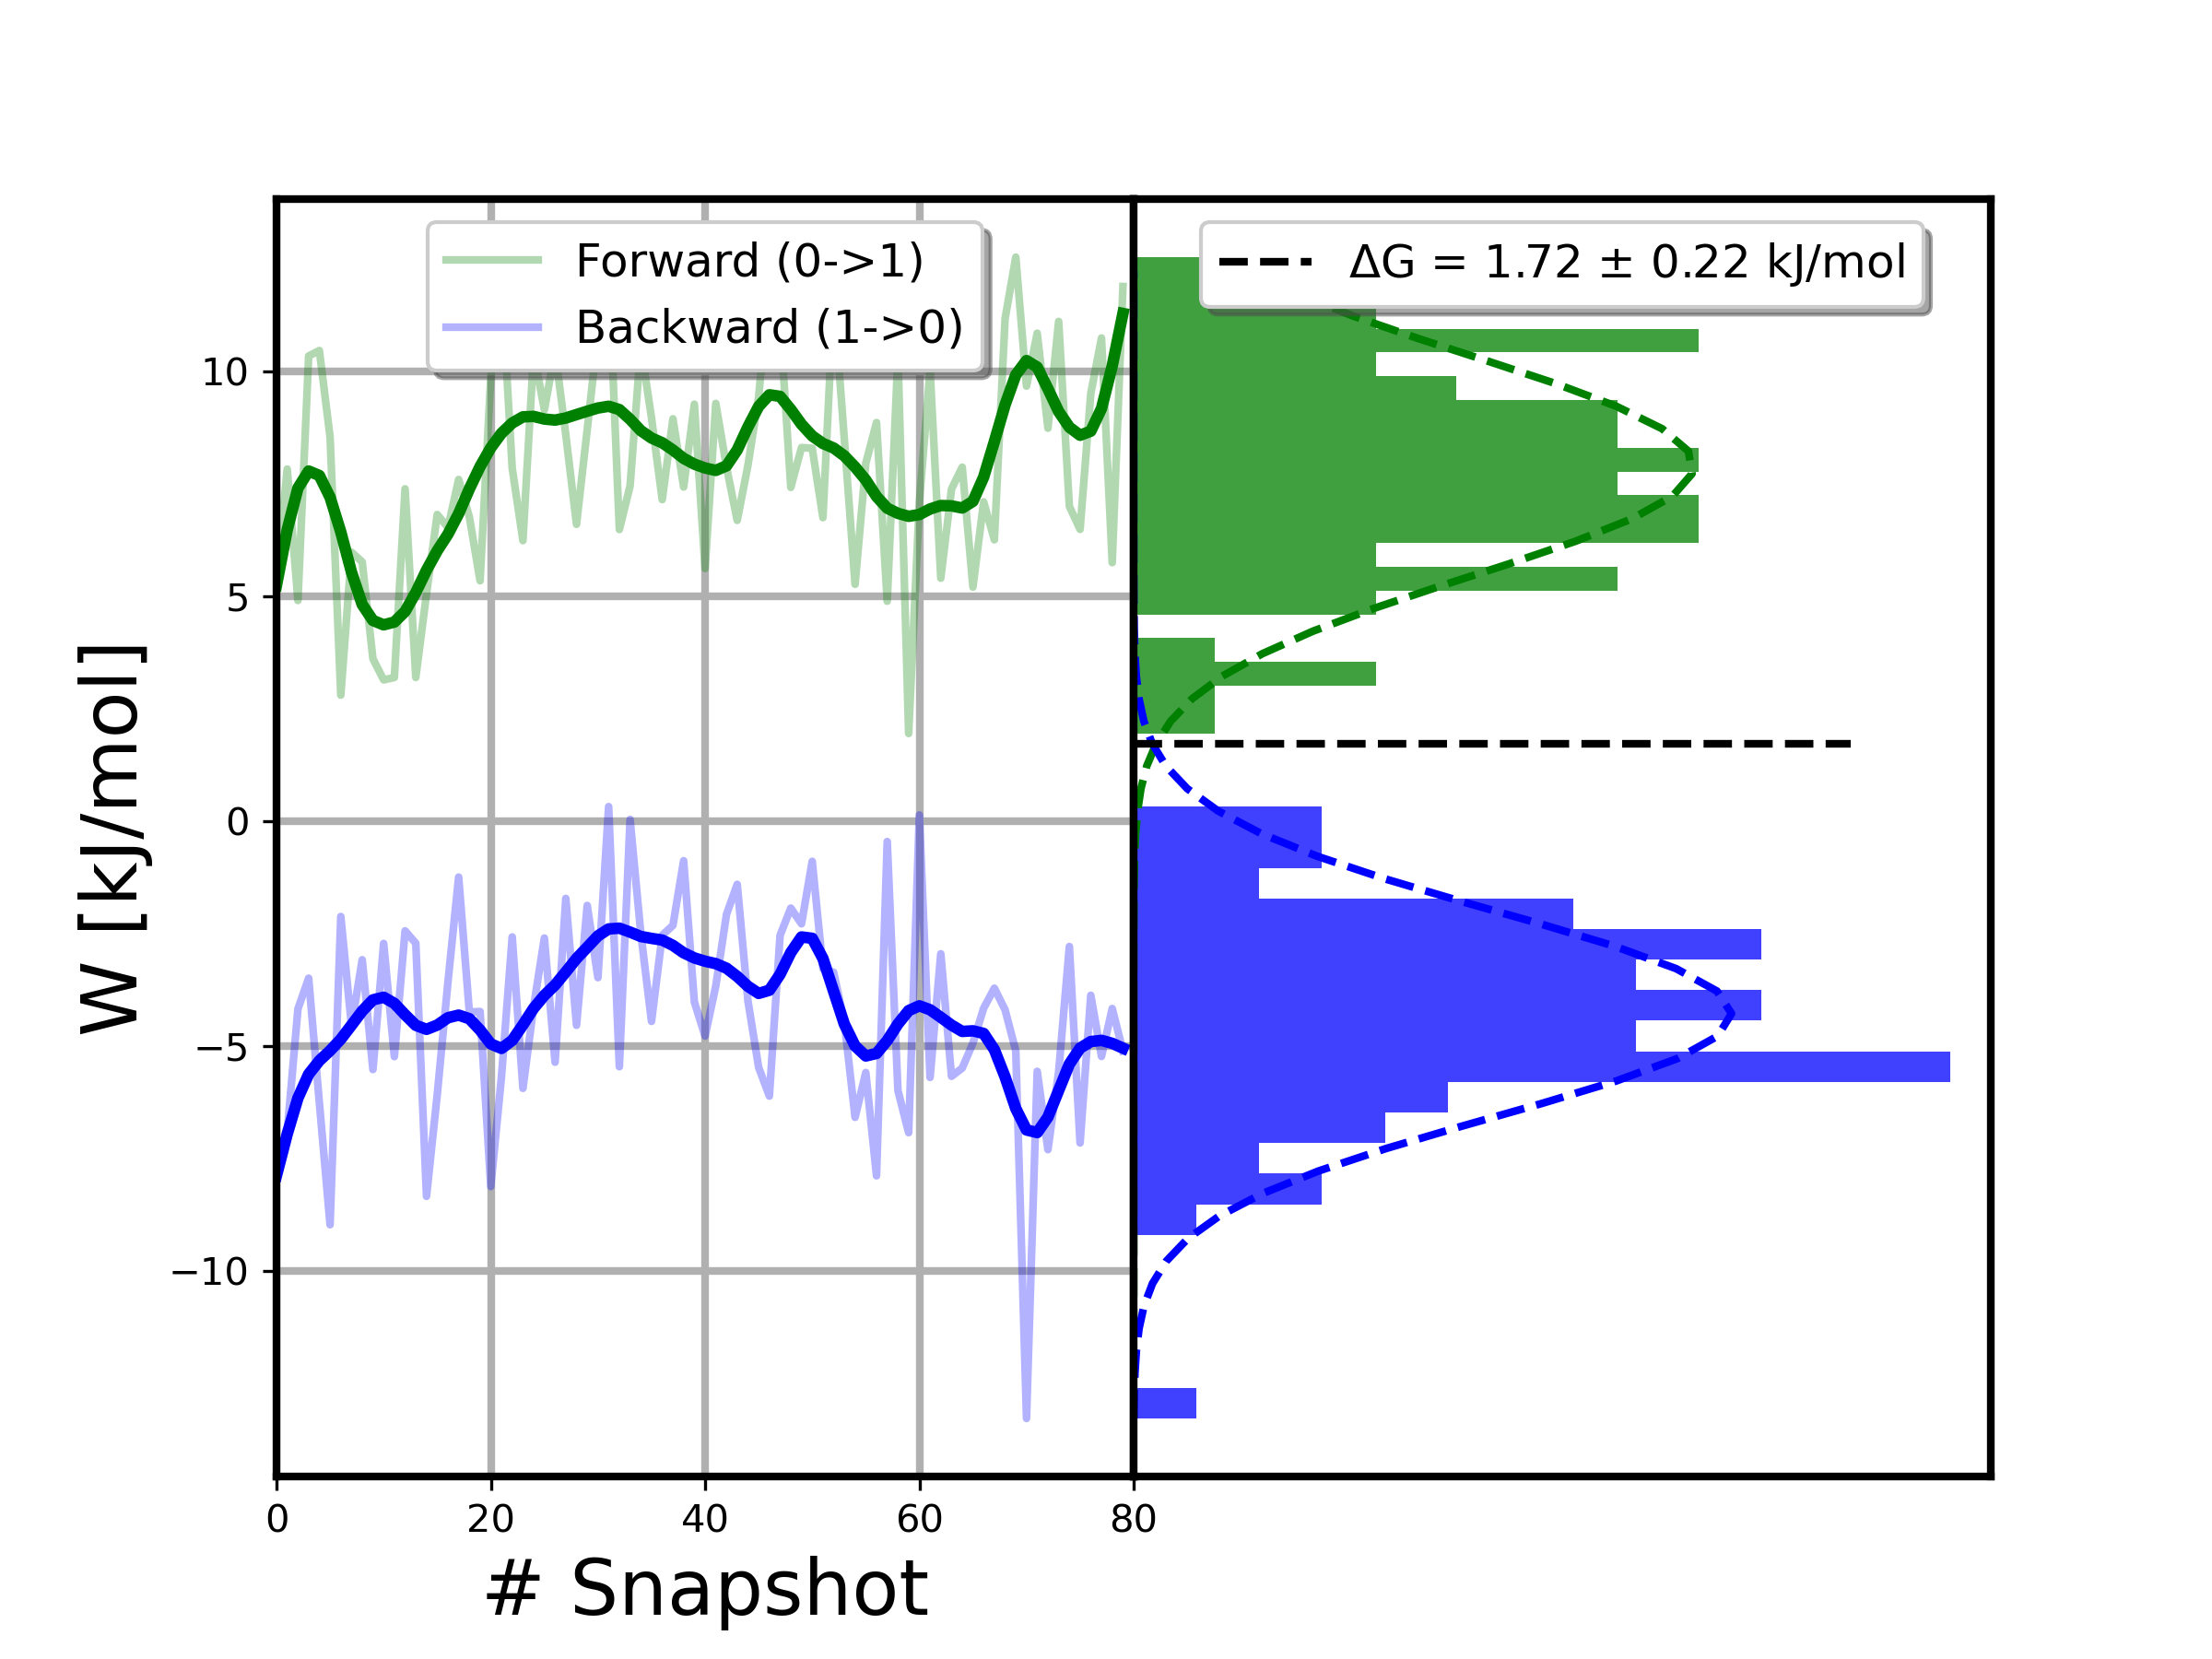 Forward (0->1)
Backward (1->0)
ΔG = 1.72 ± 0.22 kJ/mol
W [kJ/mol]
10
5
0
−5
−10
0 20 40 60 80
# Snapshot